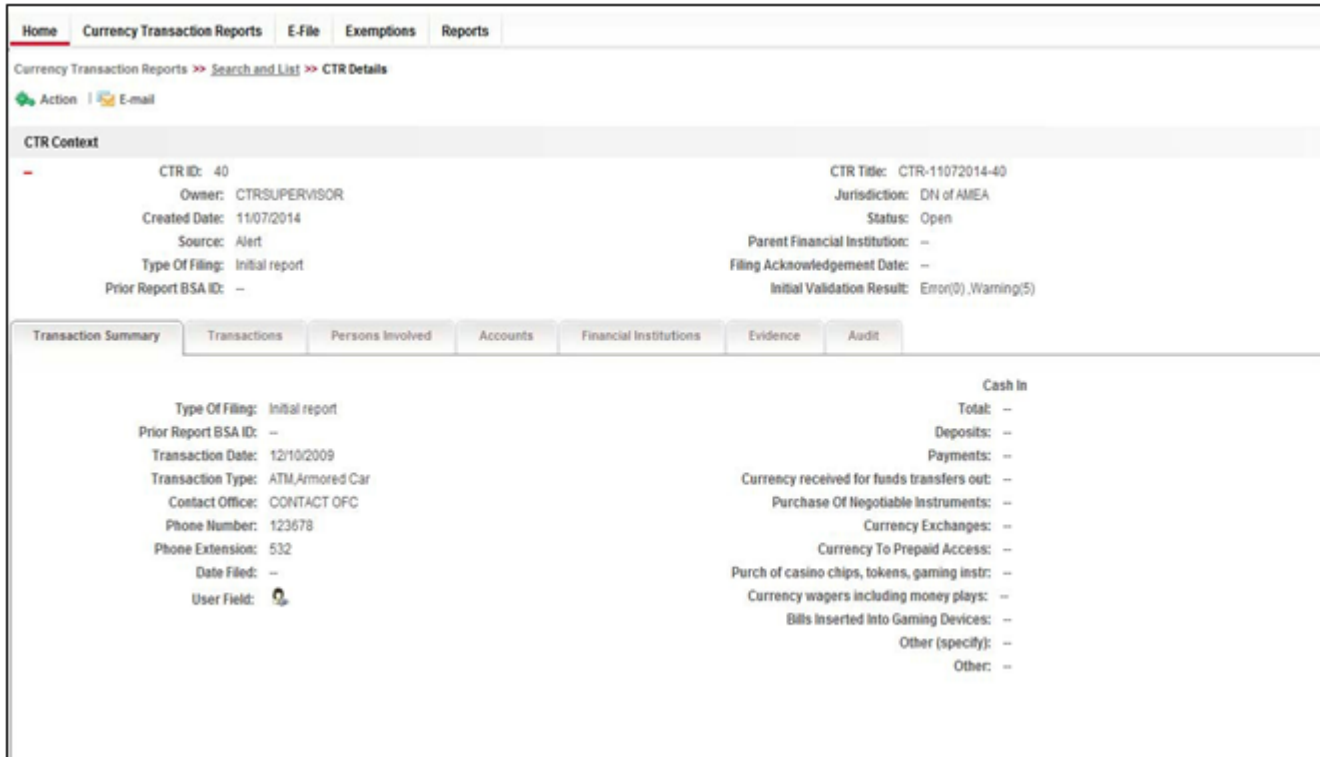 Home Currency Transaction Reports E-File Exemptions Reports
Currency Transaction Reports >> Search and List >> CTR Details
Action | E-mail
CTR Context
CTR ID: 40 CTR Title: CTR-11072014-40
Owner: CTRSUPERVISOR Jurisdiction: DN of AMEA
Created Date: 11/07/2014 Status: Open
Source: Alert Parent Financial Institution: --
Type Of Filing: Initial report Filing Acknowledgement Date: --
Prior Report BSA ID: -- Initial Validation Result: Error(0) ,Warning(5)
Transaction Summary Transactions Persons Involved Accounts Financial Institutions Evidence Audit
Cash In
Type Of Filing: Initial report Total: --
Prior Report BSA ID: -- Deposits: --
Transaction Date: 12/10/2009 Payments: --
Transaction Type: ATM,Armored Car Currency received for funds transfers out: --
Contact Office: CONTACT OFC Purchase Of Negotiable Instruments: --
Phone Number: 123678 Currency Exchanges: --
Phone Extension: 532 Currency To Prepaid Access: --
Date Filed: -- Purch of casino chips, tokens, gaming instr: --
User Field: Currency wagers including money plays: --
Bills Inserted Into Gaming Devices: --
Other (specify): --
Other: --